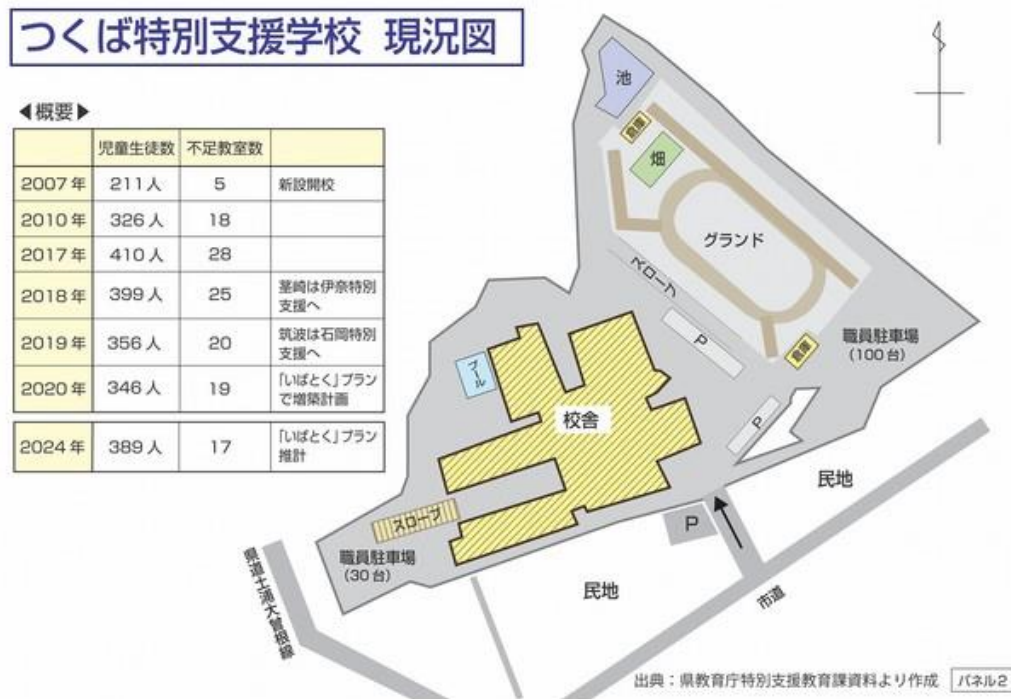 つくば特別支援学校 現況図
◀概要▶
児童生徒数 不足教室数
2007年 211人 5 新設開校
2010年 326人 18
2017年 410人 28
2018年 399人 25 茎崎は伊奈特別
支援へ
2019年 356人 20 筑波は石岡特別
支援へ
2020年 346人 19 「いばとく」プラン
で増築計画
2024年 389人 17 「いばとく」プラン
推計
池
倉庫
畑
グランド
スロープ
P
倉庫
職員駐車場
(100台)
プール
校舎
P
民地
スロープ
P
職員駐車場
(30台)
民地
市道
県道土浦大曽根線
出典：県教育庁特別支援教育課資料より作成 パネル2